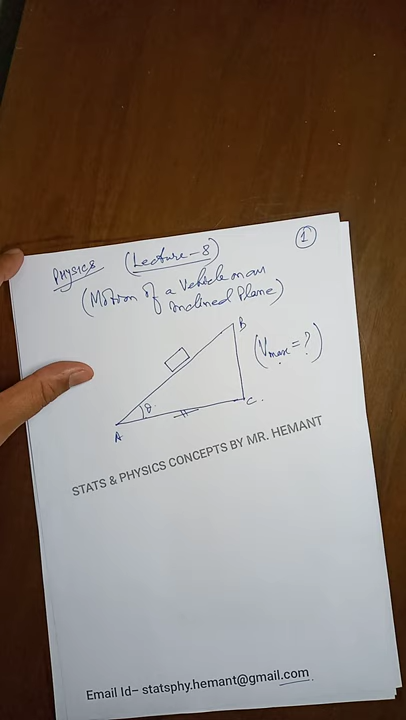 PHYSICS
(Lecture-8)
1
(Motion of a Vehicle on an
Inclined Plane)
B
(Vmax = ?)
θ
A
C.
STATS & PHYSICS CONCEPTS BY MR. HEMANT
Email Id– statsphy.hemant@gmail.com